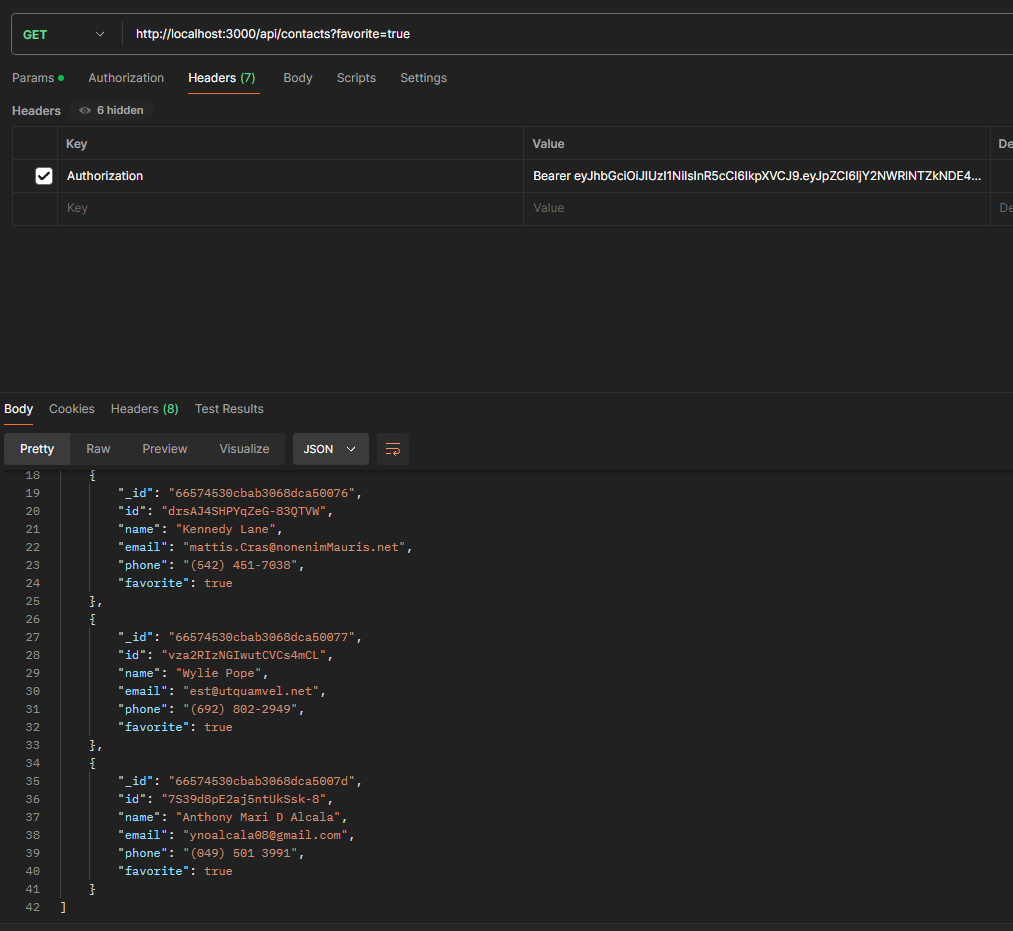 GET http://localhost:3000/api/contacts?favorite=true
Params Authorization Headers (7) Body Scripts Settings
Headers 6 hidden
Key Value De
Authorization Bearer eyJhbGciOiJIUzI1NiIsInR5cCI6IkpXVCJ9.eyJpZCI6IjY2NWRlNTZkNDE4...
Key Value De
Body Cookies Headers (8) Test Results
Pretty Raw Preview Visualize JSON
18 {
19 "_id": "66574530cbab3068dca50076",
20 "id": "drsAJ4SHPYqZeG-83QTVW",
21 "name": "Kennedy Lane",
22 "email": "mattis.Cras@nonenimMauris.net",
23 "phone": "(542) 451-7038",
24 "favorite": true
25 },
26 {
27 "_id": "66574530cbab3068dca50077",
28 "id": "vza2RIzNGIwutCVCs4mCL",
29 "name": "Wylie Pope",
30 "email": "est@utquamvel.net",
31 "phone": "(692) 802-2949",
32 "favorite": true
33 },
34 {
35 "_id": "66574530cbab3068dca5007d",
36 "id": "7S39d8pE2aj5ntUkSsk-8",
37 "name": "Anthony Mari D Alcala",
38 "email": "ynoalcala08@gmail.com",
39 "phone": "(049) 501 3991",
40 "favorite": true
41 }
42 ]